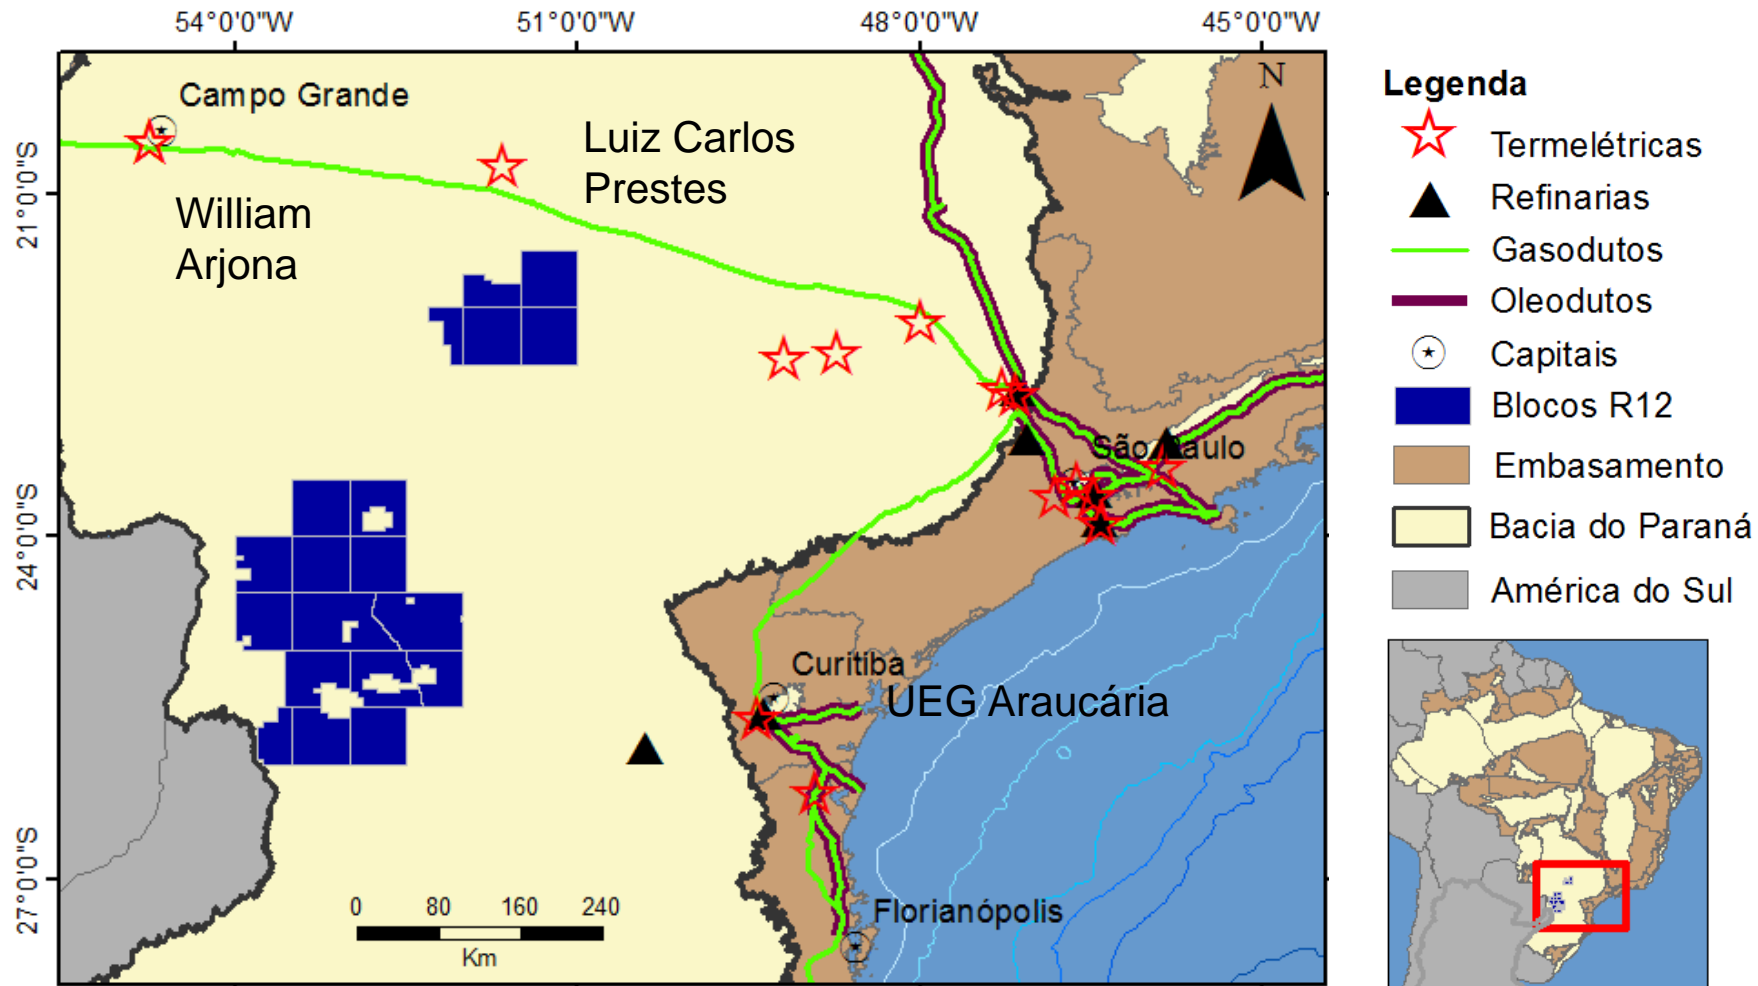 54°0'0"W
51°0'0"W
48°0'0"W
45°0'0"W
21°0'0"S
24°0'0"S
27°0'0"S
Campo Grande
William
Arjona
Luiz Carlos
Prestes
N
São Paulo
Curitiba
UEG Araucária
Florianópolis
0 80 160 240
Km
Legenda
Termelétricas
Refinarias
Gasodutos
Oleodutos
Capitais
Blocos R12
Embasamento
Bacia do Paraná
América do Sul